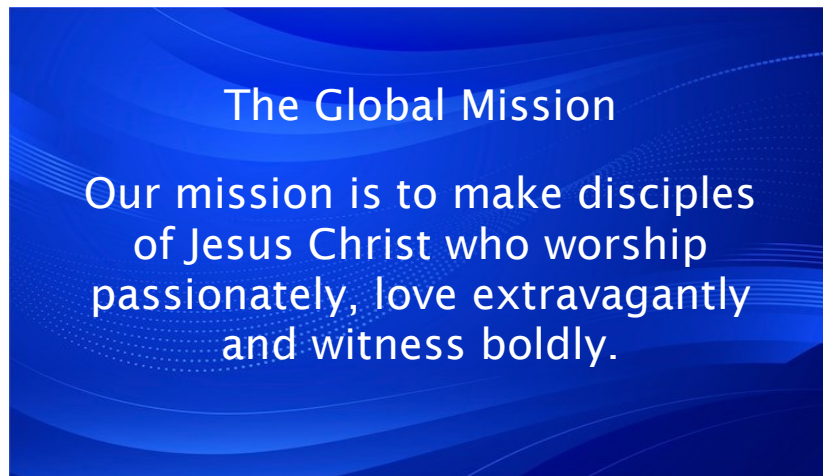 The Global Mission
Our mission is to make disciples
of Jesus Christ who worship
passionately, love extravagantly
and witness boldly.